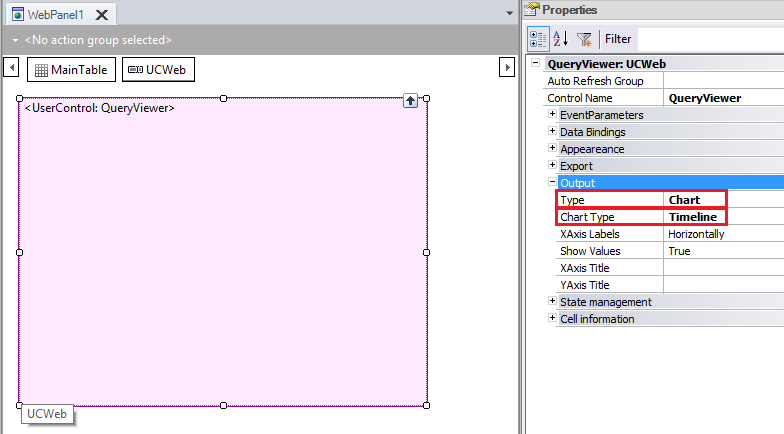 WebPanel1
<No action group selected>
MainTable
UCWeb
<UserControl: QueryViewer>
UCWeb
Properties
Filter
QueryViewer: UCWeb
Auto Refresh Group
Control Name QueryViewer
EventParameters
Data Bindings
Appeareance
Export
Output
Type Chart
Chart Type Timeline
XAxis Labels Horizontally
Show Values True
XAxis Title
YAxis Title
State management
Cell information